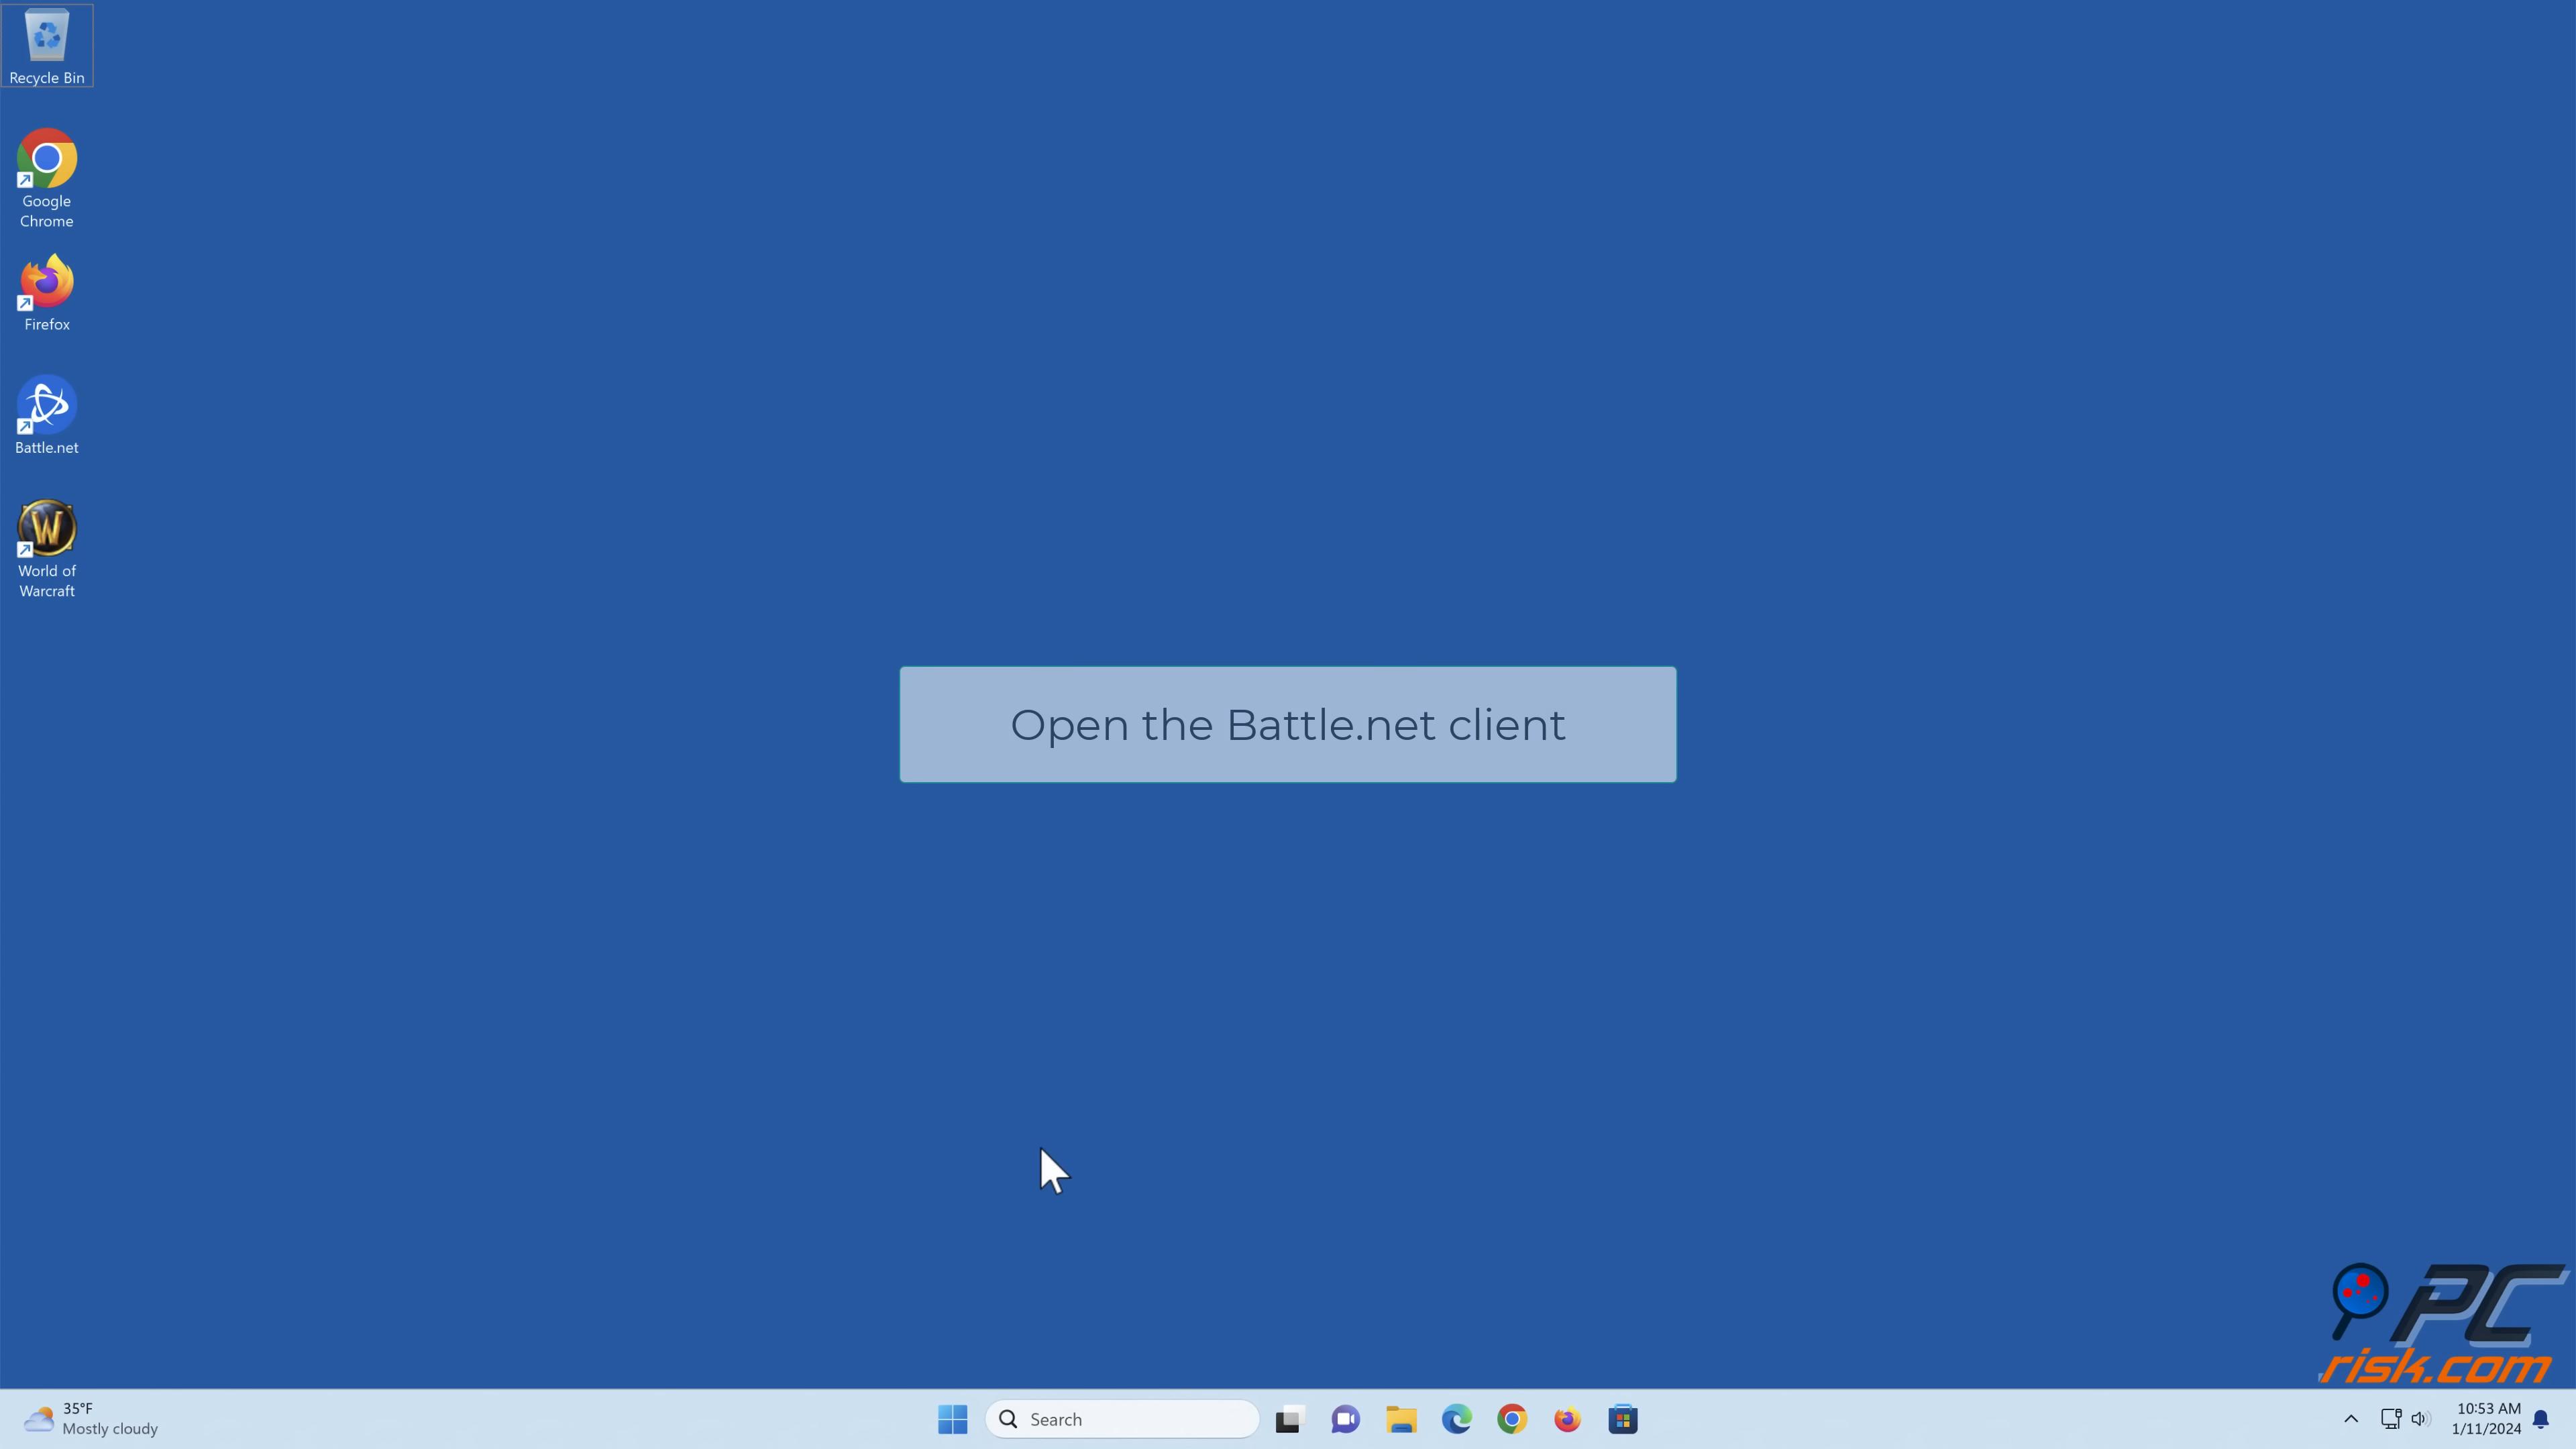 Recycle Bin
Google
Chrome
Firefox
Battle.net
W
World of
Warcraft
Open the Battle.net client
PC
risk.com
35°F
Mostly cloudy
Search
10:53 AM
1/11/2024